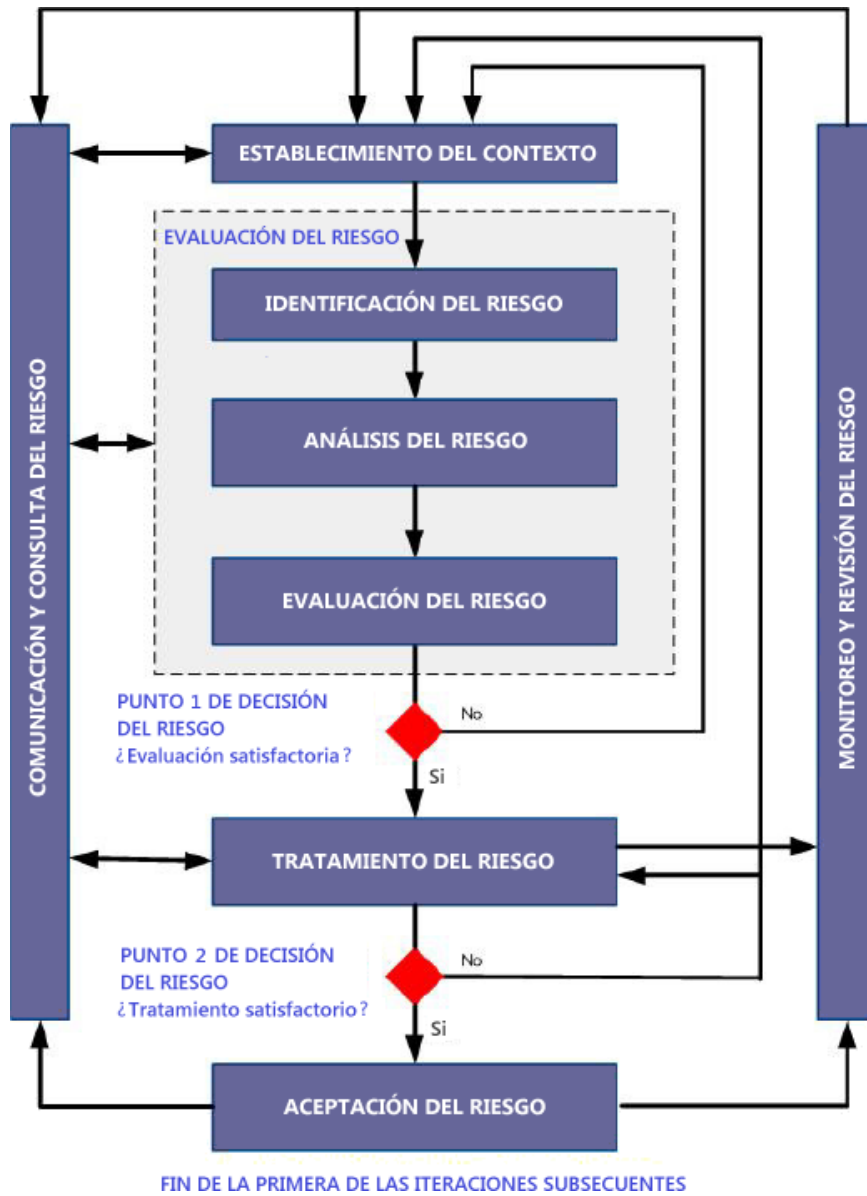 ESTABLECIMIENTO DEL CONTEXTO
EVALUACIÓN DEL RIESGO
IDENTIFICACIÓN DEL RIESGO
ANÁLISIS DEL RIESGO
EVALUACIÓN DEL RIESGO
COMUNICACIÓN Y CONSULTA DEL RIESGO
MONITOREO Y REVISIÓN DEL RIESGO
PUNTO 1 DE DECISIÓN
DEL RIESGO
¿Evaluación satisfactoria?
No
Si
TRATAMIENTO DEL RIESGO
PUNTO 2 DE DECISIÓN
DEL RIESGO
¿Tratamiento satisfactorio?
No
Si
ACEPTACIÓN DEL RIESGO
FIN DE LA PRIMERA DE LAS ITERACIONES SUBSECUENTES